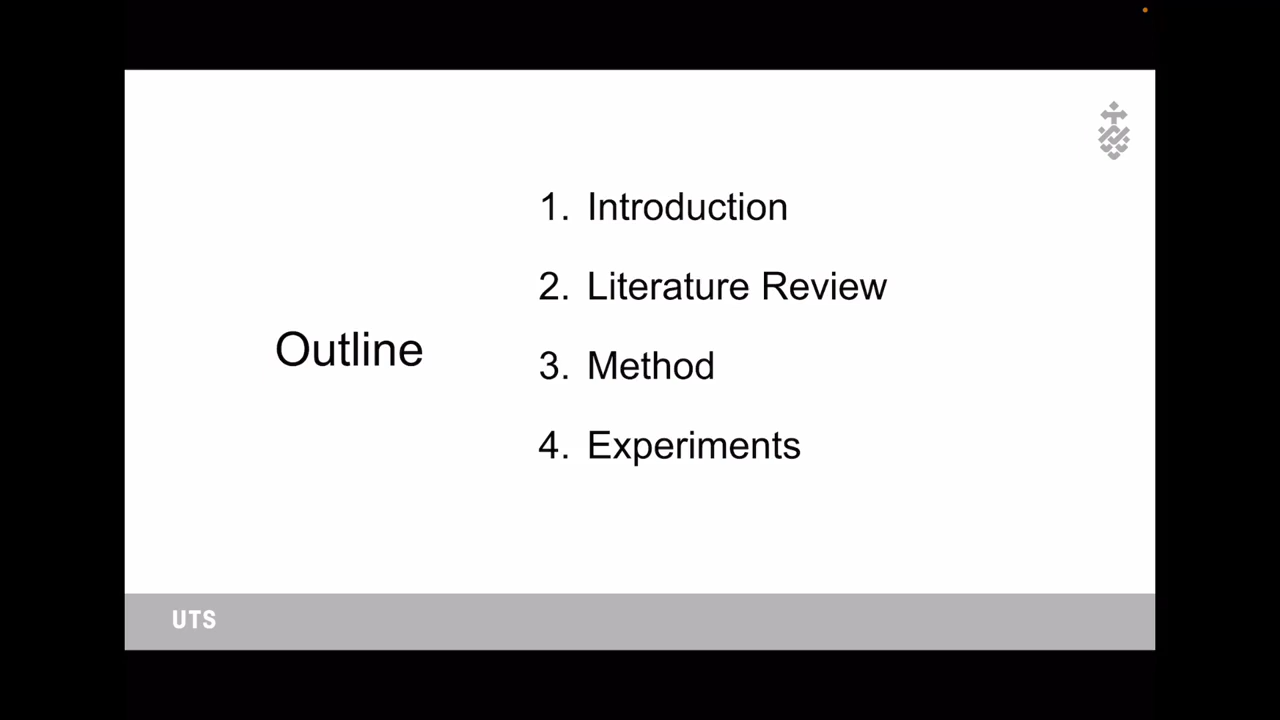 Outline
1. Introduction
2. Literature Review
3. Method
4. Experiments
UTS